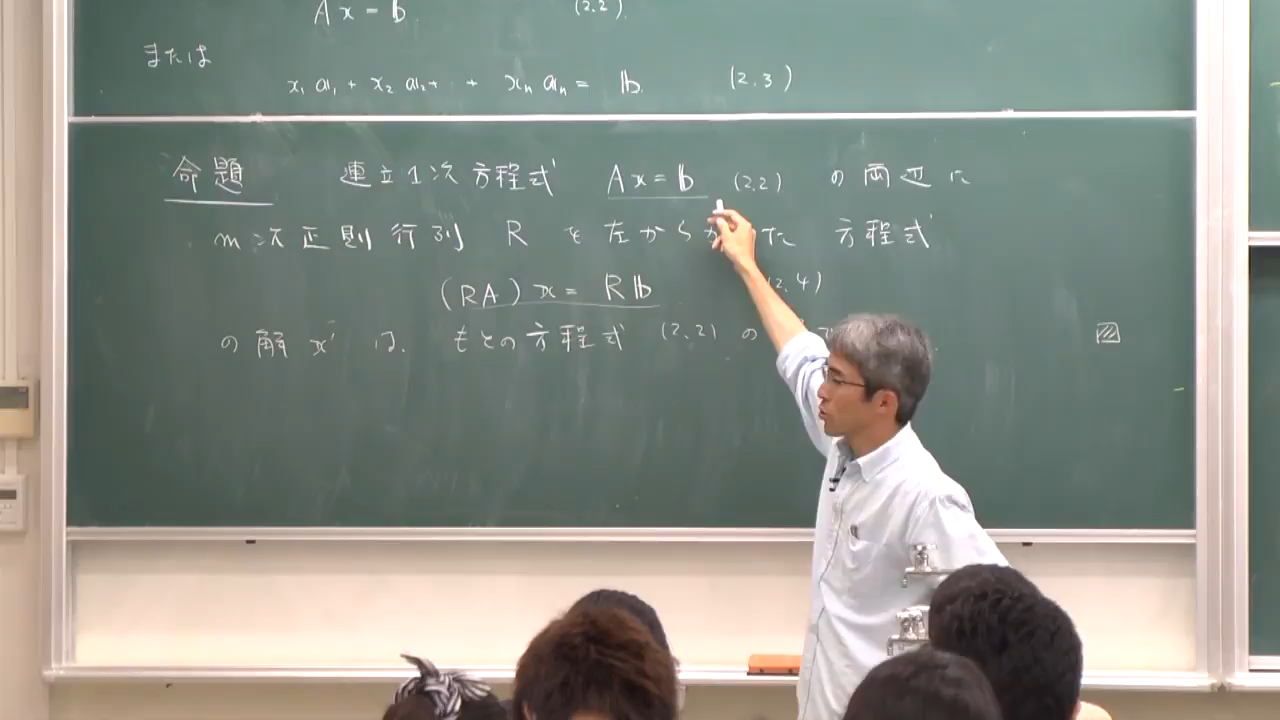 Ax = b (2.2)
または
x₁ a₁ + x₂ a₂ + ‥ + xₙ aₙ = b. (2.3)
命題 連立1次方程式 Ax = b (2.2) の両辺に
m次正則行列 R を左からか た 方程式
(RA)x = Rb 2.4)
の解 x は、もとの方程式 (2.2) の